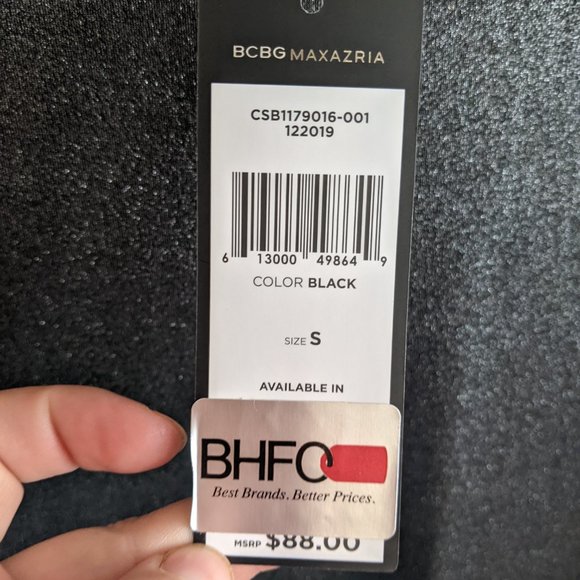 BCBGMAXAZRIA
CSB1179016-001
122019
6 13000 49864 9
COLOR BLACK
SIZE S
AVAILABLE IN
BHFO
Best Brands. Better Prices.
MSRP $88.00